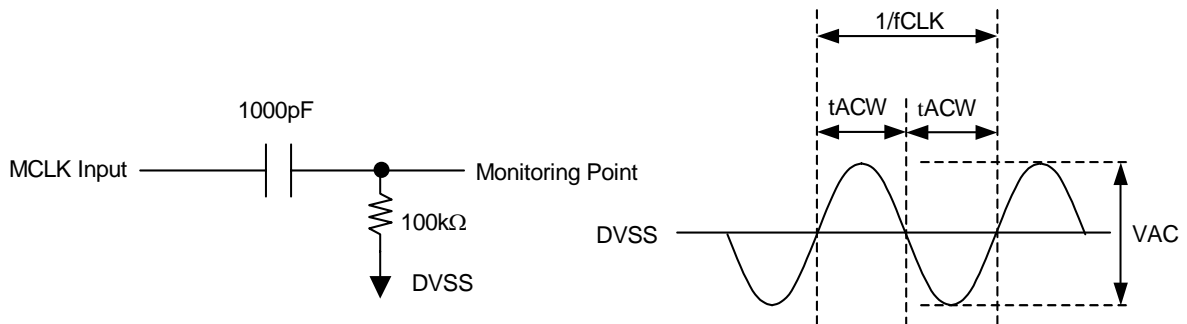 1000pF
MCLK Input
Monitoring Point
100kΩ
DVSS
1/fCLK
tACW tACW
DVSS
VAC